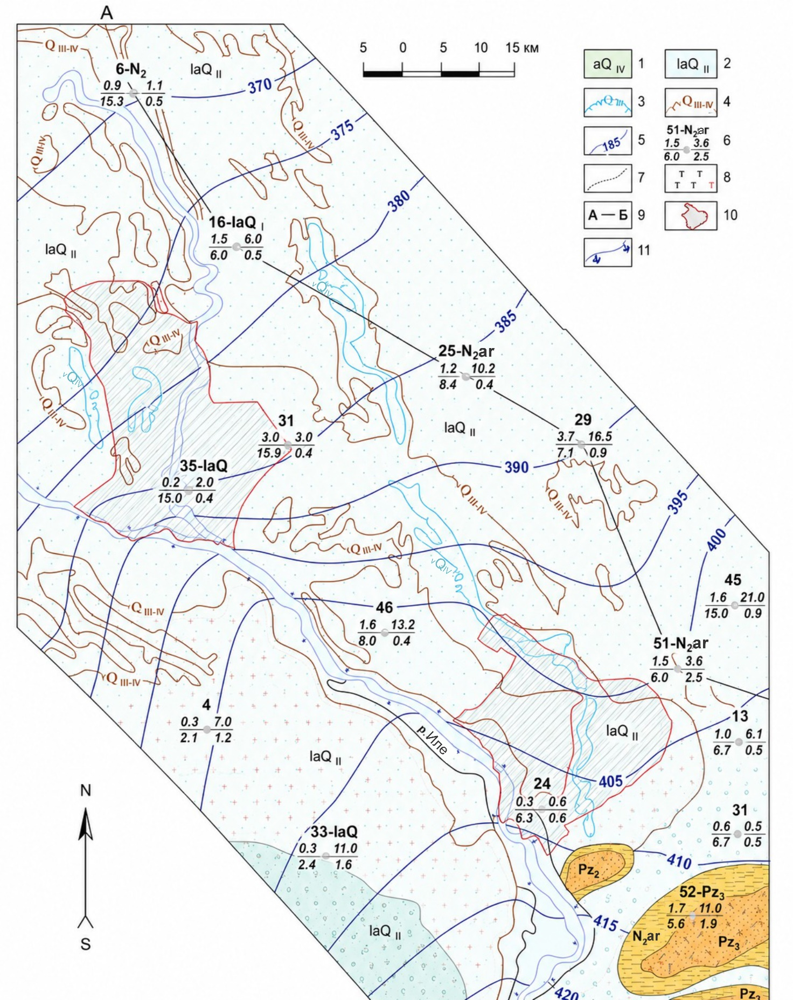 А
5 0 5 10 15 км
aQ IV 1
laQ II 2
Q III 3
Q III-IV 4
185 5
51-N₂ar
1.5 3.6
6.0 2.5
6
7
Т Т
Т Т Т
8
А — Б 9
10
11
Q III-IV
laQ II
6-N₂
0.9 1.1
15.3 0.5
370
375
Q III-IV
Q III-IV
380
16-laQ I
1.5 6.0
6.0 0.5
laQ II
vQIV
385
25-N₂ar
1.2 10.2
8.4 0.4
Q III-IV
vQIV
Q III-IV
31
3.0 3.0
15.9 0.4
laQ II
29
3.7 16.5
7.1 0.9
35-laQ
0.2 2.0
15.0 0.4
390
Q III-IV
Q III-IV
395
400
Q III-IV
vQIV
45
1.6 21.0
15.0 0.9
Q III-IV
46
1.6 13.2
8.0 0.4
51-N₂ar
1.5 3.6
6.0 2.5
Q III-IV
4
0.3 7.0
2.1 1.2
13
1.0 6.1
6.7 0.5
р.Иле
laQ II
laQ II
405
N
24
0.3 0.6
6.3 0.6
31
0.6 0.5
6.7 0.5
33-laQ
0.3 11.0
2.4 1.6
410
Pz₂
52-Pz₃
1.7 11.0
5.6 1.9
415
laQ II
N₂ar
Pz₃
S
420
Pz₃